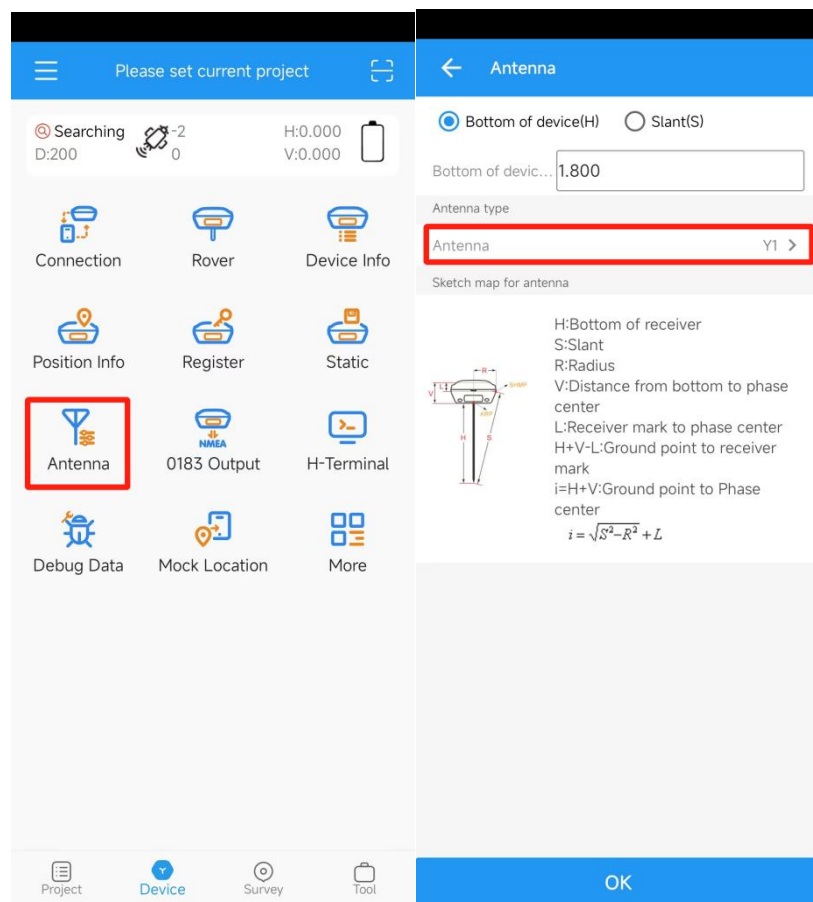 Please set current project
Searching
-2
H:0.000
D:200
0
V:0.000
Connection
Rover
Device Info
Position Info
Register
Static
Antenna
NMEA
0183 Output
H-Terminal
Debug Data
Mock Location
More
Project
Device
Survey
Tool
Antenna
Bottom of device(H)
Slant(S)
Bottom of devic...
1.800
Antenna type
Antenna
Y1
Sketch map for antenna
R
L
V
SHMP
ARP
H
S
H:Bottom of receiver
S:Slant
R:Radius
V:Distance from bottom to phase
center
L:Receiver mark to phase center
H+V-L:Ground point to receiver
mark
i=H+V:Ground point to Phase
center
i = √S²−R² + L
OK